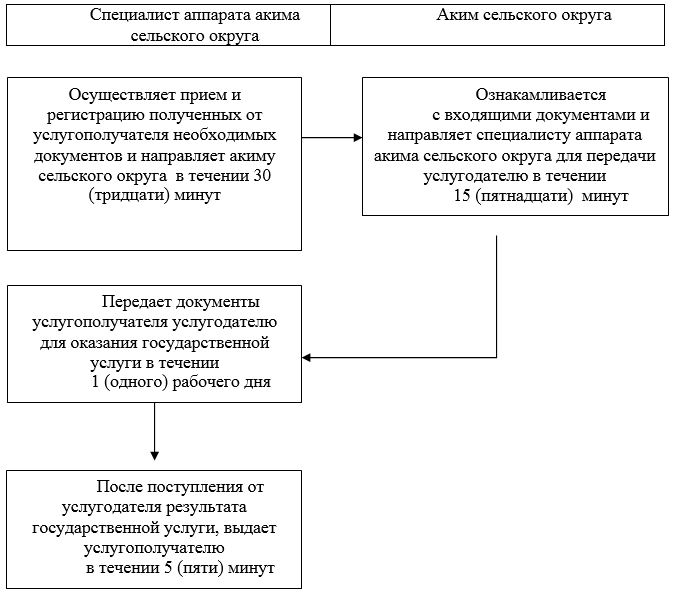 Специалист аппарата акима
сельского округа
Аким сельского округа
Осуществляет прием и
регистрацию полученных от
услугополучателя необходимых
документов и направляет акиму
сельского округа в течении 30
(тридцати) минут
Ознакамливается
с входящими документами и
направляет специалисту аппарата
акима сельского округа для передачи
услугодателю в течении
15 (пятнадцати) минут
Передает документы
услугополучателя услугодателю
для оказания государственной
услуги в течении
1 (одного) рабочего дня
После поступления от
услугодателя результата
государственной услуги, выдает
услугополучателю
в течении 5 (пяти) минут